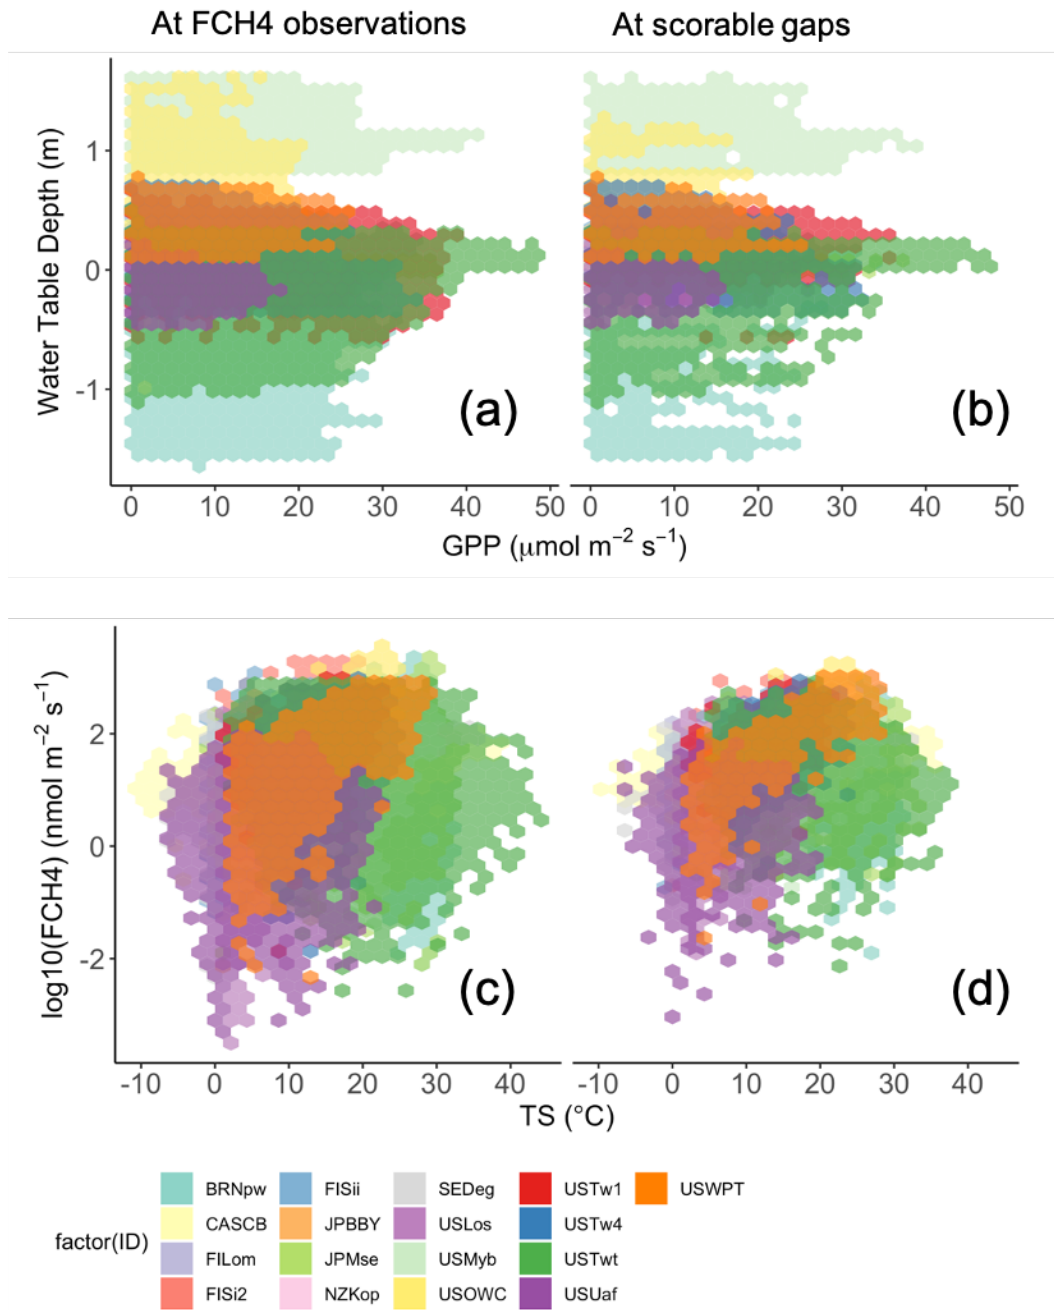 At FCH4 observations At scorable gaps
Water Table Depth (m)
1
0
-1
(a) (b)
0 10 20 30 40 50 0 10 20 30 40 50
GPP (μmol m−2 s−1)
log10(FCH4) (nmol m−2 s−1)
2
0
-2
(c) (d)
-10 0 10 20 30 40 -10 0 10 20 30 40
TS (°C)
factor(ID)
BRNpw FISii SEDeg USTw1 USWPT
CASCB JPBBY USLos USTw4
FILom JPMse USMyb USTwt
FISi2 NZKop USOWC USUaf